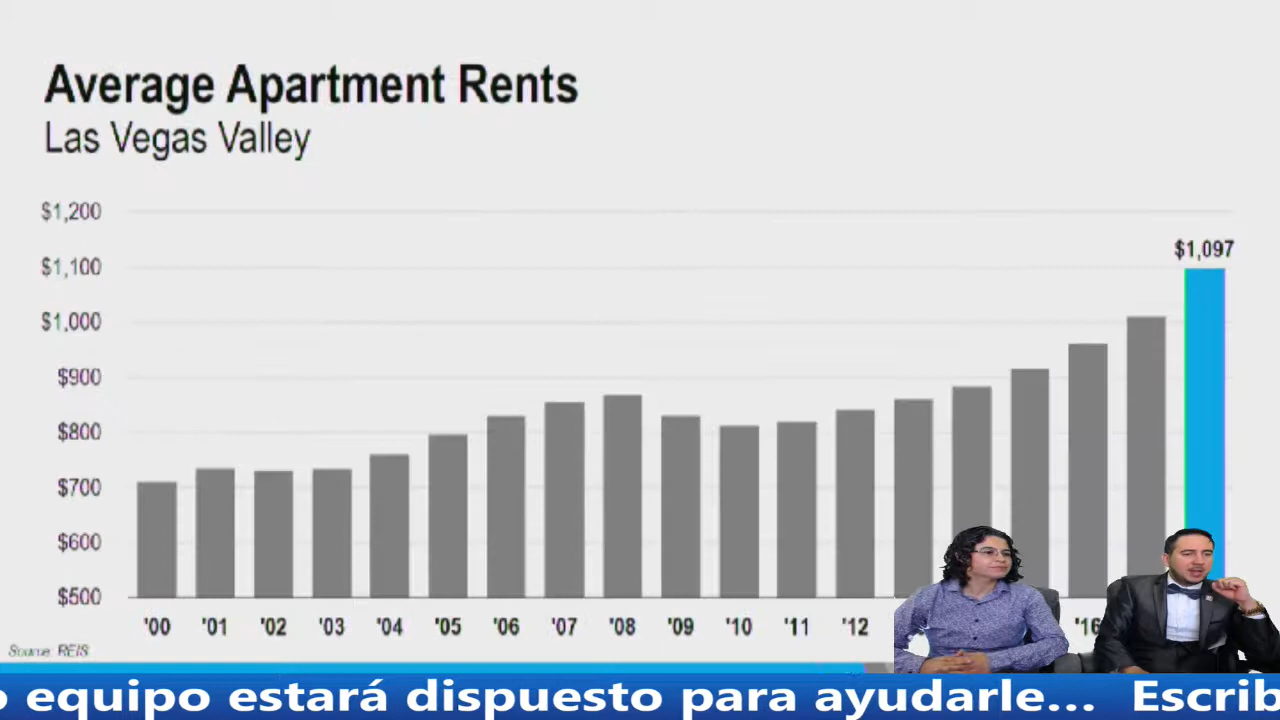 Average Apartment Rents
Las Vegas Valley
$1,200
$1,097
$1,100
$1,000
$900
$800
$700
$600
$500
'00 '01 '02 '03 '04 '05 '06 '07 '08 '09 '10 '11 '12 '16
Source: REIS
o equipo estará dispuesto para ayudarle... Escrib